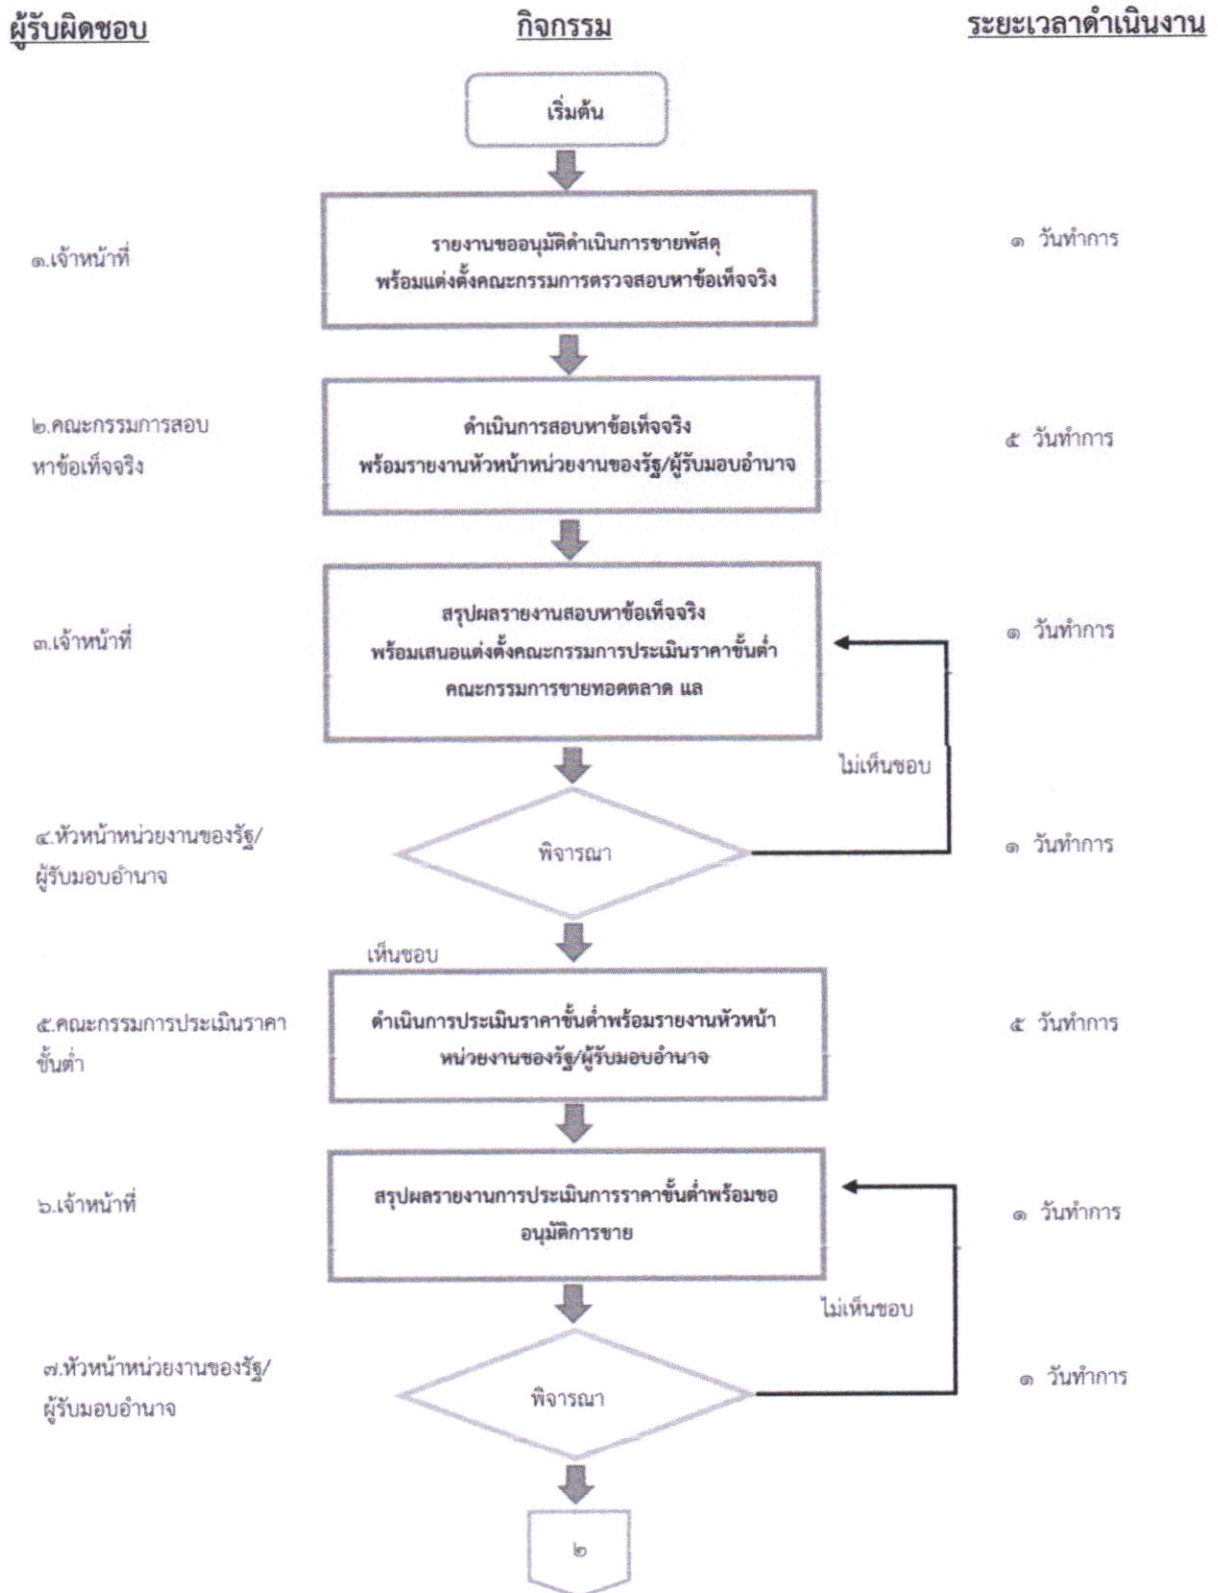 ผู้รับผิดชอบ กิจกรรม ระยะเวลาดำเนินงาน
เริ่มต้น
๑.เจ้าหน้าที่
รายงานขออนุมัติดำเนินการขายพัสดุ
พร้อมแต่งตั้งคณะกรรมการตรวจสอบหาข้อเท็จจริง
๑ วันทำการ
๒.คณะกรรมการสอบ
หาข้อเท็จจริง
ดำเนินการสอบหาข้อเท็จจริง
พร้อมรายงานหัวหน้าหน่วยงานของรัฐ/ผู้รับมอบอำนาจ
๕ วันทำการ
๓.เจ้าหน้าที่
สรุปผลรายงานสอบหาข้อเท็จจริง
พร้อมเสนอแต่งตั้งคณะกรรมการประเมินราคาขั้นต่ำ
คณะกรรมการขายทอดตลาด แล
๑ วันทำการ
ไม่เห็นชอบ
๔.หัวหน้าหน่วยงานของรัฐ/
ผู้รับมอบอำนาจ
พิจารณา
๑ วันทำการ
เห็นชอบ
๕.คณะกรรมการประเมินราคา
ขั้นต่ำ
ดำเนินการประเมินราคาขั้นต่ำพร้อมรายงานหัวหน้า
หน่วยงานของรัฐ/ผู้รับมอบอำนาจ
๕ วันทำการ
๖.เจ้าหน้าที่
สรุปผลรายงานการประเมินการราคาขั้นต่ำพร้อมขอ
อนุมัติการขาย
๑ วันทำการ
ไม่เห็นชอบ
๗.หัวหน้าหน่วยงานของรัฐ/
ผู้รับมอบอำนาจ
พิจารณา
๑ วันทำการ
๒